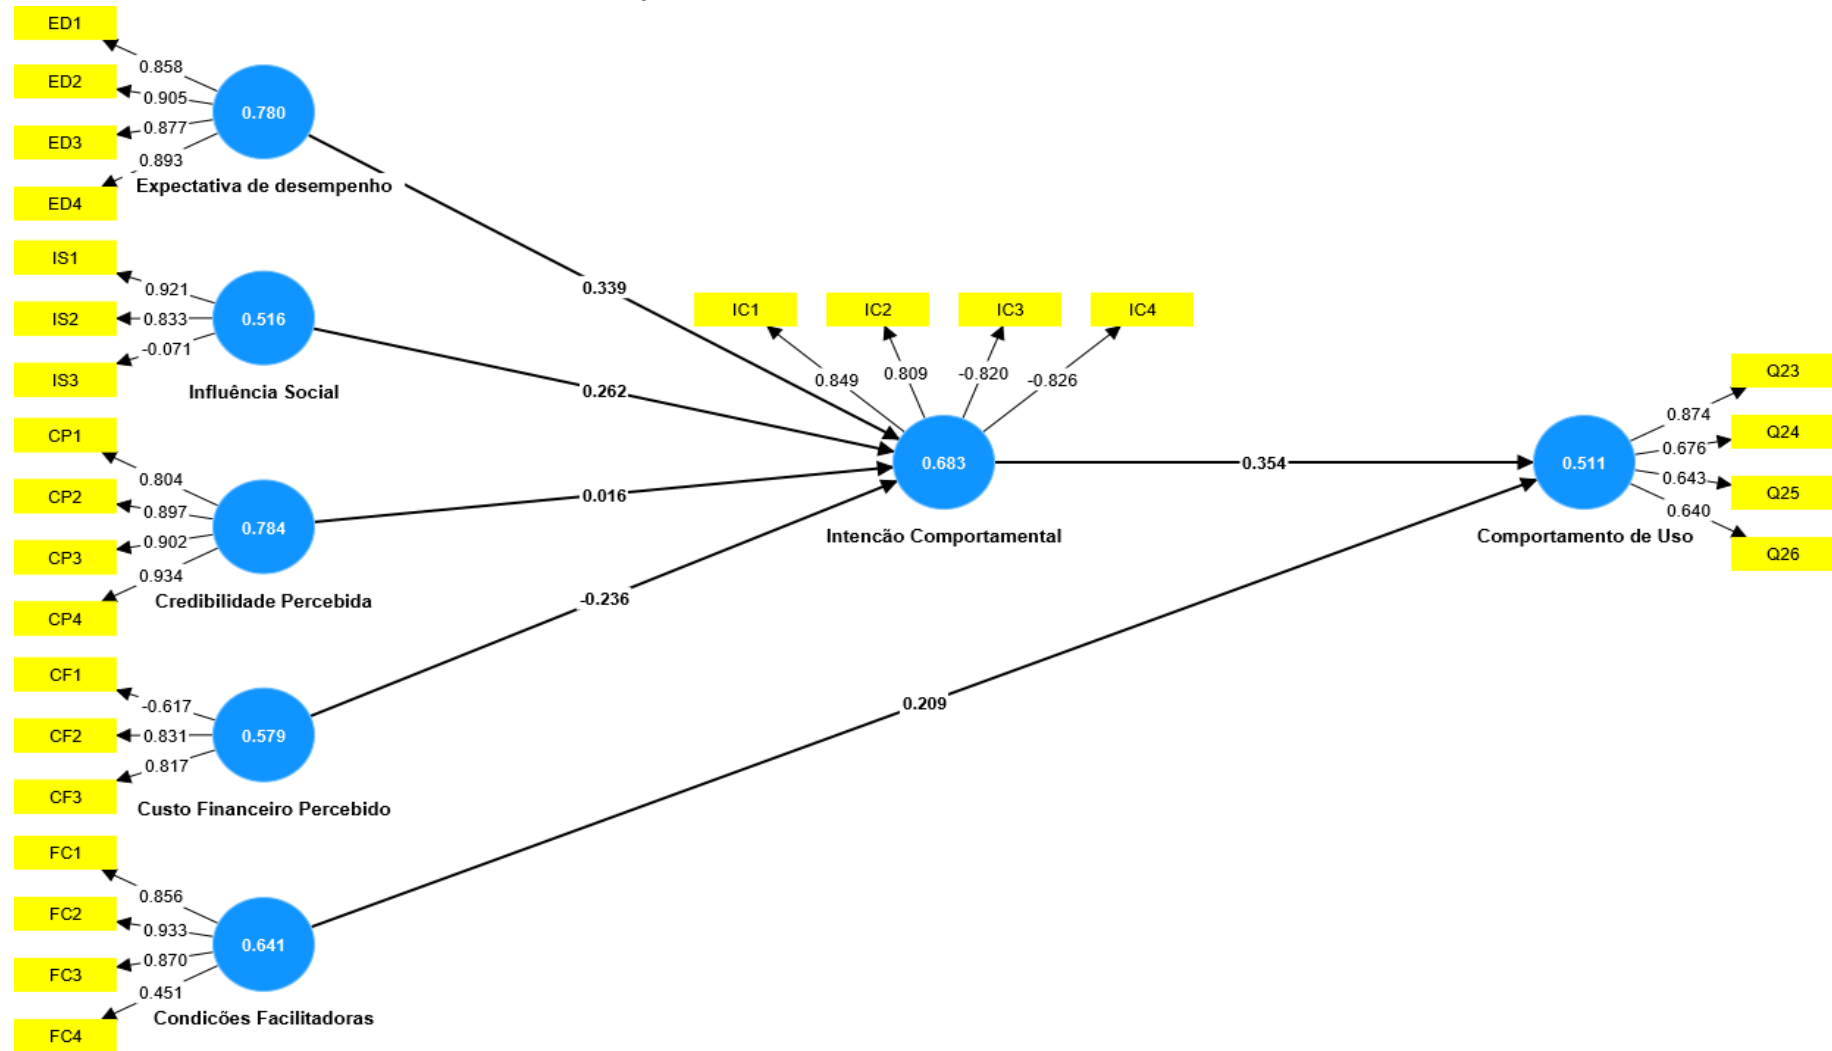 ED1
0.858
ED2
0.905
0.780
ED3
0.877
0.893
ED4
Expectativa de desempenho
IS1
0.921
IS2
0.833
0.516
-0.071
IS3
Influência Social
CP1
0.804
CP2
0.897
0.784
CP3
0.902
0.934
CP4
Credibilidade Percebida
CF1
-0.617
CF2
0.831
0.579
0.817
CF3
Custo Financeiro Percebido
FC1
0.856
FC2
0.933
0.641
FC3
0.870
0.451
FC4
Condicões Facilitadoras
0.339
0.262
0.016
-0.236
0.209
IC1
IC2
IC3
IC4
0.849
0.809
-0.820
-0.826
0.683
Intencão Comportamental
0.354
0.511
Comportamento de Uso
Q23
0.874
Q24
0.676
0.643
Q25
0.640
Q26